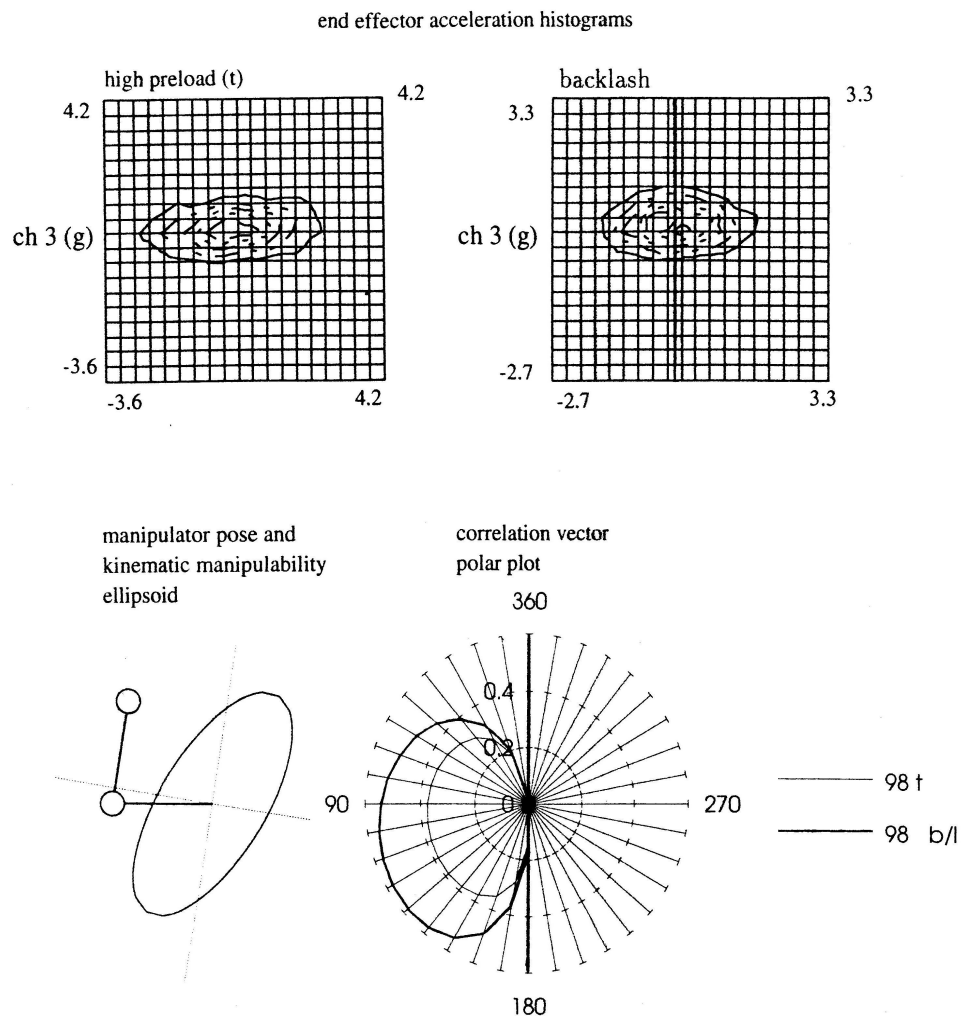 end effector acceleration histograms
high preload (t)
4.2
4.2
ch 3 (g)
-3.6
-3.6
4.2
backlash
3.3
3.3
ch 3 (g)
-2.7
-2.7
3.3
manipulator pose and
kinematic manipulability
ellipsoid
correlation vector
polar plot
360
0.4
0.2
90
0
270
180
98 t
98 b/l